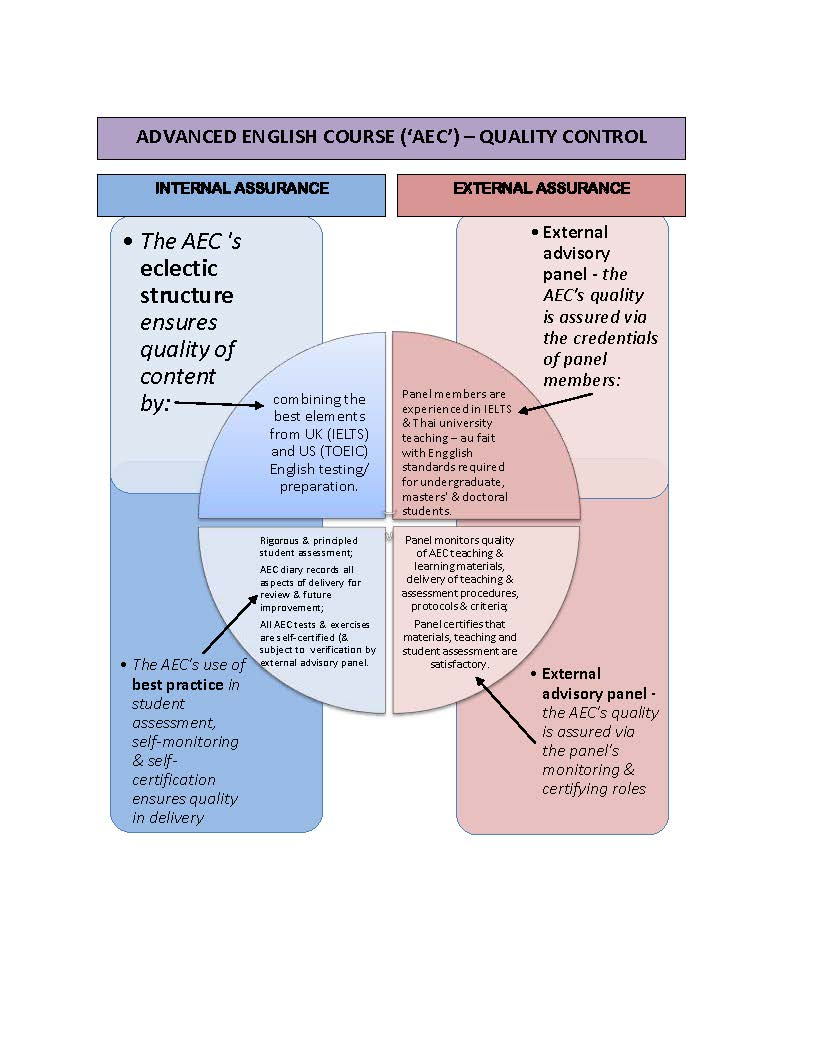 ADVANCED ENGLISH COURSE (‘AEC’) – QUALITY CONTROL
INTERNAL ASSURANCE
EXTERNAL ASSURANCE
• The AEC 's
eclectic
structure
ensures
quality of
content
by:
combining the
best elements
from UK (IELTS)
and US (TOEIC)
English testing/
preparation.
• External
advisory
panel - the
AEC’s quality
is assured via
the credentials
of panel
members:
Panel members are
experienced in IELTS
& Thai university
teaching – au fait
with Engglish
standards required
for undergraduate,
masters’ & doctoral
students.
Rigorous & principled
student assessment;
AEC diary records all
aspects of delivery for
review & future
improvement;
All AEC tests & exercises
are self-certified (&
subject to verification by
external advisory panel.
• The AEC’s use of
best practice in
student
assessment,
self-monitoring
& self-
certification
ensures quality
in delivery
Panel monitors quality
of AEC teaching &
learning materials,
delivery of teaching &
assessment procedures,
protocols & criteria;
Panel certifies that
materials, teaching and
student assessment are
satisfactory.
• External
advisory panel -
the AEC’s quality
is assured via
the panel’s
monitoring &
certifying roles